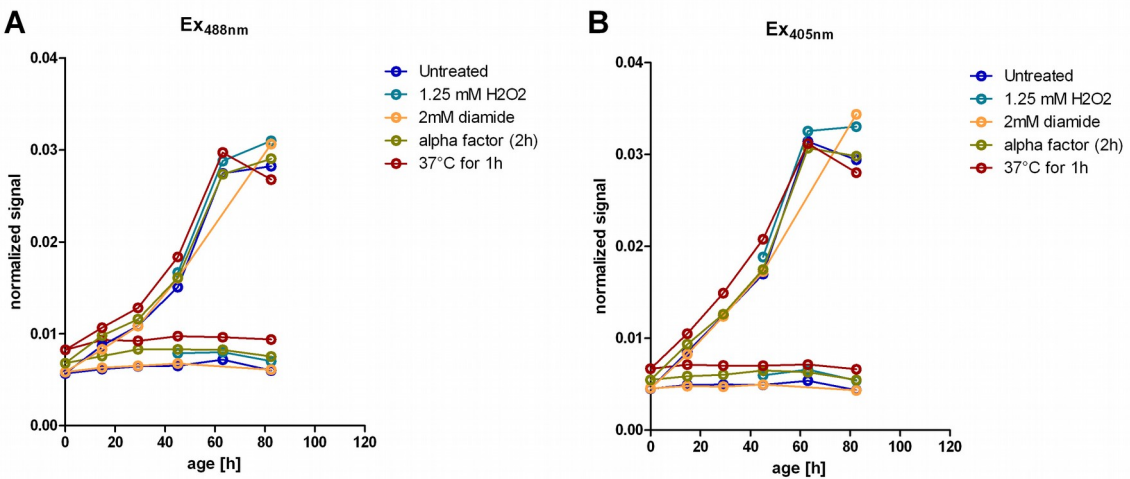 A
Ex488nm
0.04
0.03
0.02
0.01
0.00
normalized signal
0
20
40
60
80
100
120
age [h]
Untreated
1.25 mM H2O2
2mM diamide
alpha factor (2h)
37°C for 1h
B
Ex405nm
0.04
0.03
0.02
0.01
0.00
normalized signal
0
20
40
60
80
100
120
age [h]
Untreated
1.25 mM H2O2
2mM diamide
alpha factor (2h)
37°C for 1h